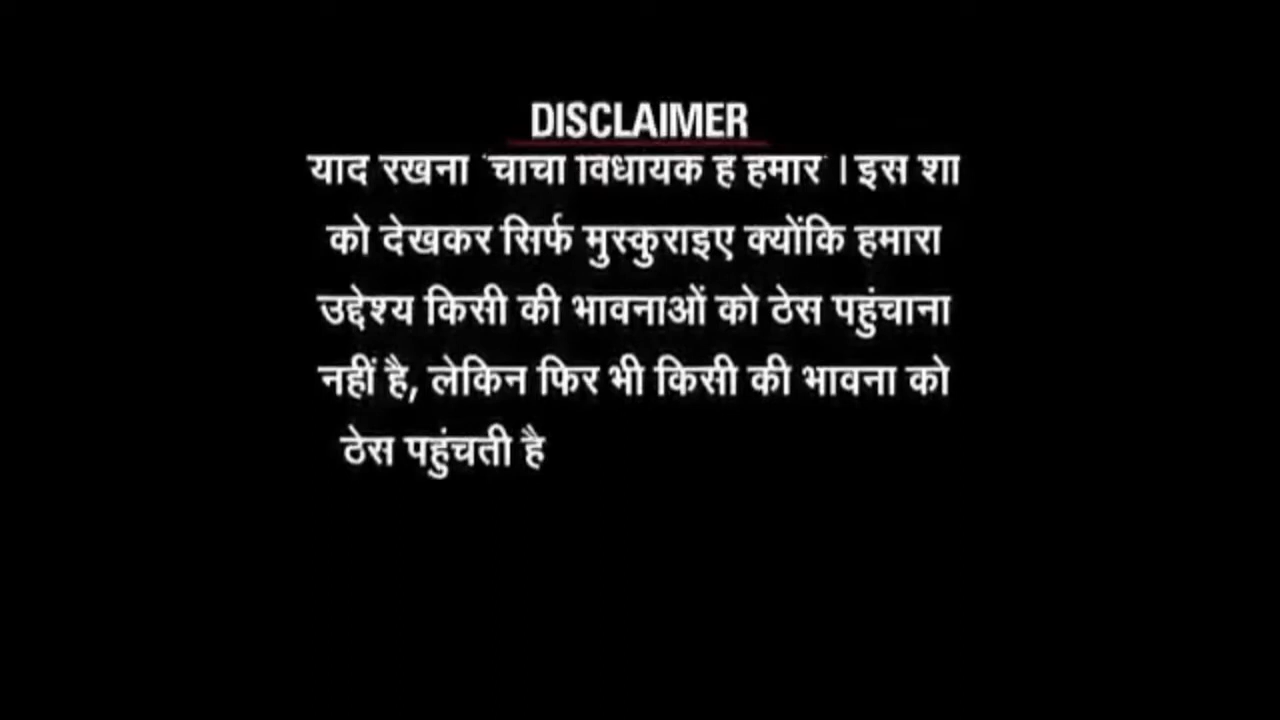 DISCLAIMER
याद रखना 'चाचा विधायक हैं हमारे' । इस शो
को देखकर सिर्फ मुस्कुराइए क्योंकि हमारा
उद्देश्य किसी की भावनाओं को ठेस पहुंचाना
नहीं है, लेकिन फिर भी किसी की भावना को
ठेस पहुंचती है